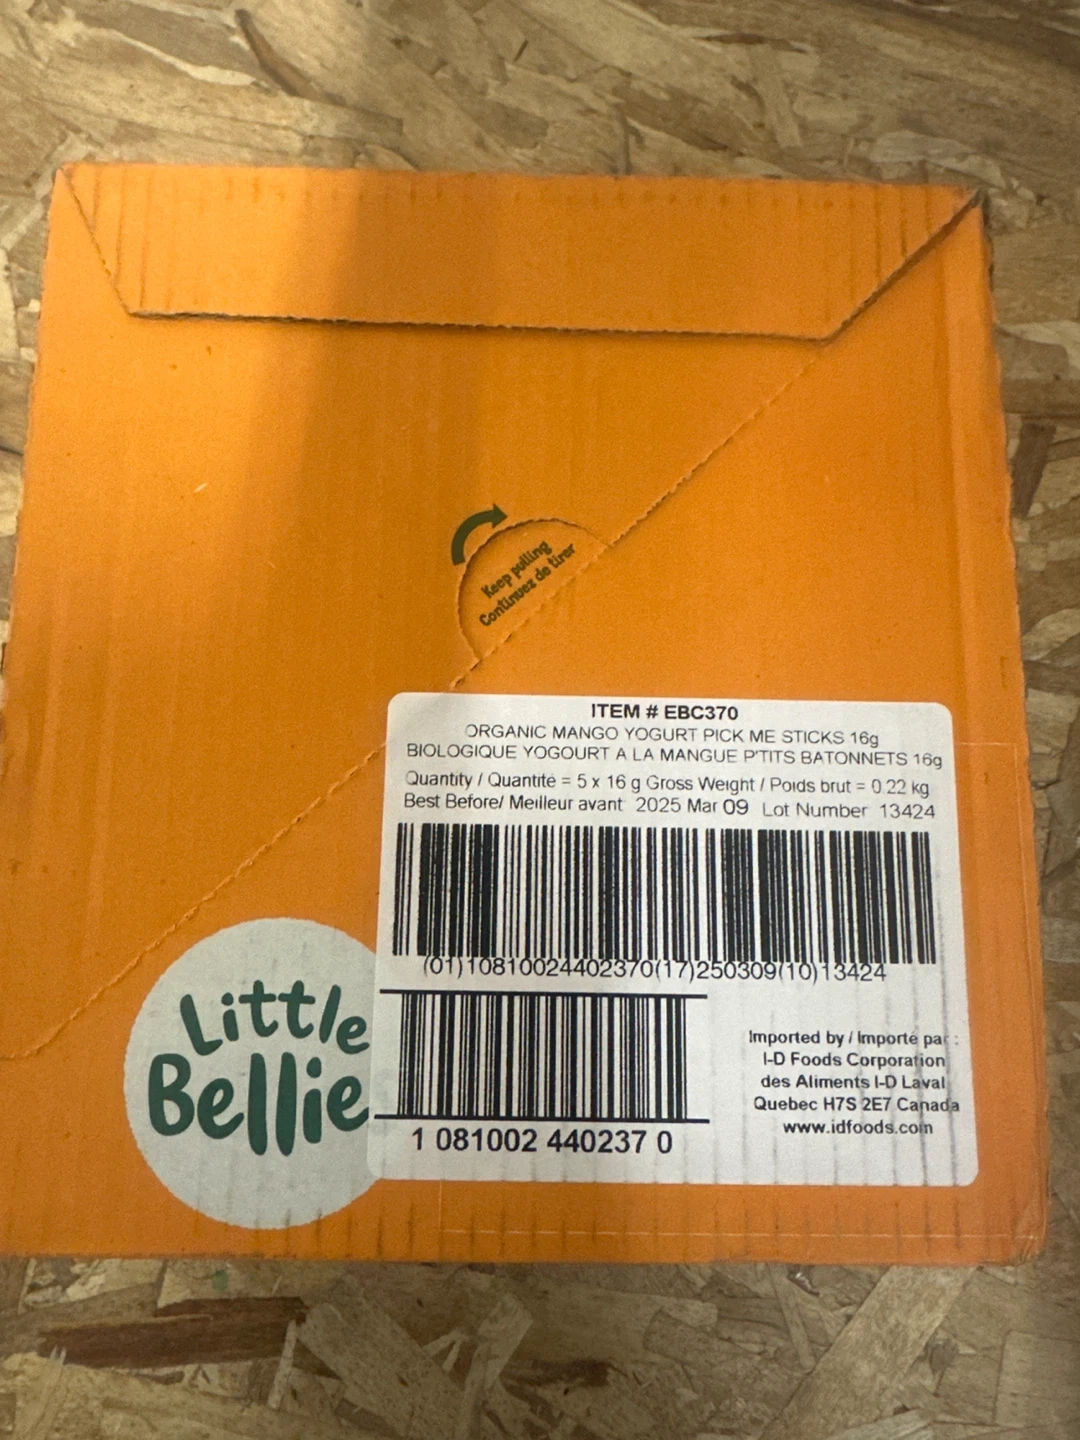 Keep pulling
Continuez de tirer
ITEM # EBC370
ORGANIC MANGO YOGURT PICK ME STICKS 16g
BIOLOGIQUE YOGOURT A LA MANGUE P'TITS BATONNETS 16g
Quantity / Quantité = 5 x 16 g Gross Weight / Poids brut = 0.22 kg
Best Before/ Meilleur avant 2025 Mar 09 Lot Number 13424
(01)10810024402370(17)250309(10)13424
Little
Bellie
Imported by / Importé par :
I-D Foods Corporation
des Aliments I-D Laval
Quebec H7S 2E7 Canada
www.idfoods.com
1 081002 440237 0